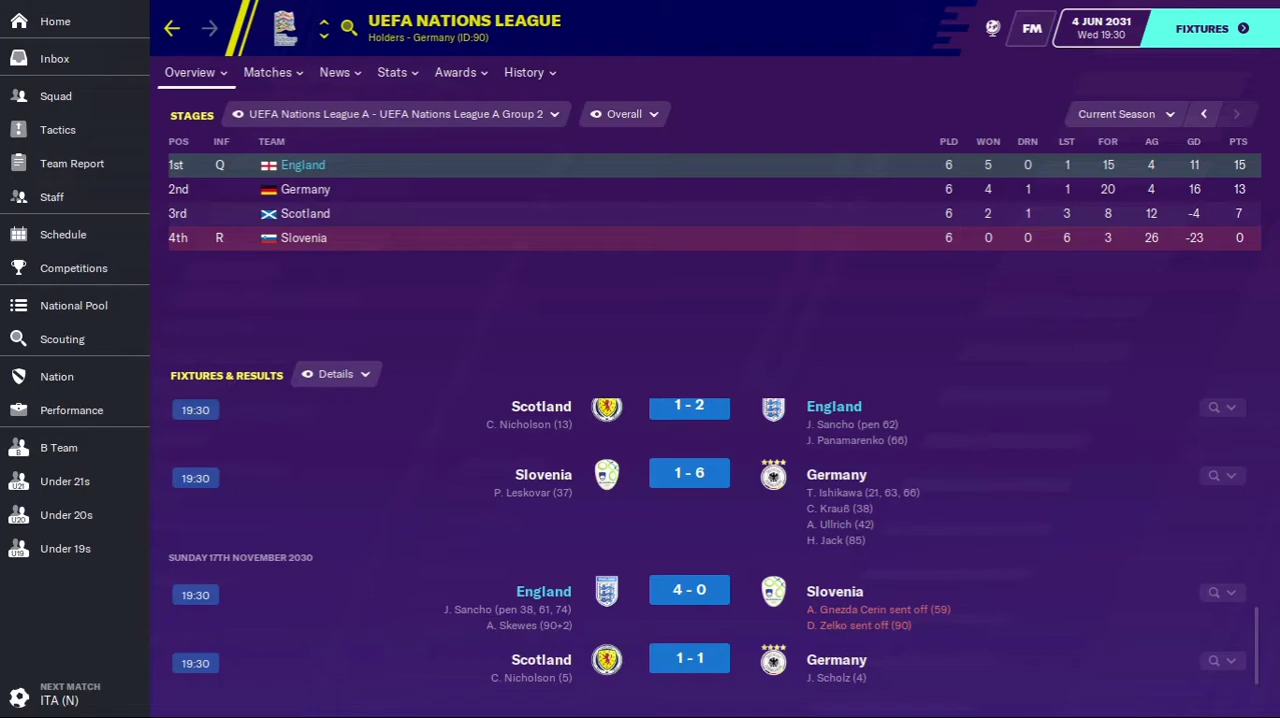 Home
Inbox
Squad
Tactics
Team Report
Staff
Schedule
Competitions
National Pool
Scouting
Nation
Performance
B Team
Under 21s
Under 20s
Under 19s
NEXT MATCH
ITA (N)
UEFA NATIONS LEAGUE
Holders - Germany (ID:90)
FM
4 JUN 2031
Wed 19:30
FIXTURES
Overview Matches News Stats Awards History
STAGES UEFA Nations League A - UEFA Nations League A Group 2 Overall Current Season
POS INF TEAM PLD WON DRN LST FOR AG GD PTS
1st Q England 6 5 0 1 15 4 11 15
2nd Germany 6 4 1 1 20 4 16 13
3rd Scotland 6 2 1 3 8 12 -4 7
4th R Slovenia 6 0 0 6 3 26 -23 0
FIXTURES & RESULTS Details
19:30 Scotland 1 - 2 England
C. Nicholson (13) J. Sancho (pen 62)
J. Panamarenko (66)
19:30 Slovenia 1 - 6 Germany
P. Leskovar (37) T. Ishikawa (21, 63, 66)
C. Krauß (38)
A. Ullrich (42)
H. Jack (85)
SUNDAY 17TH NOVEMBER 2030
19:30 England 4 - 0 Slovenia
J. Sancho (pen 38, 61, 74) A. Gnezda Cerin sent off (59)
A. Skewes (90+2) D. Zelko sent off (90)
19:30 Scotland 1 - 1 Germany
C. Nicholson (5) J. Scholz (4)